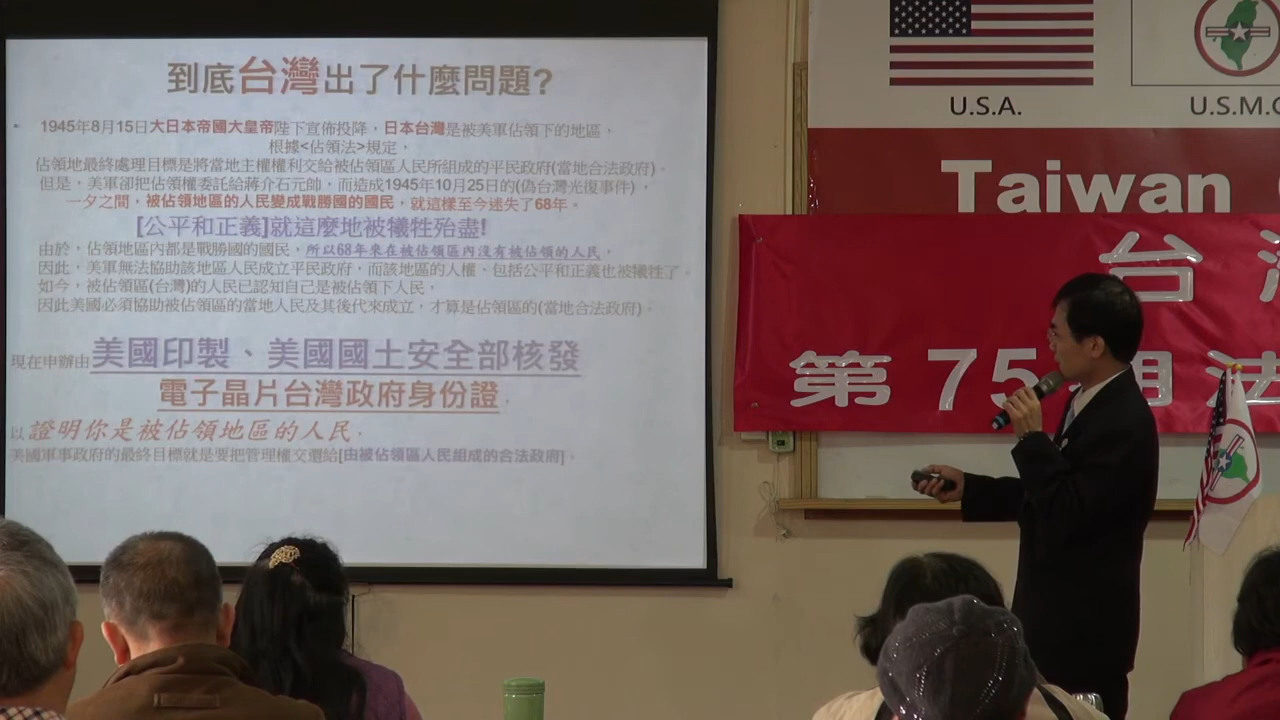 到底台灣出了什麼問題?
1945年8月15日大日本帝國大皇帝陛下宣佈投降，日本台灣是被美軍佔領下的地區，
根據<佔領法>規定，
佔領地最終處理目標是將當地主權權利交給被佔領區人民所組成的平民政府(當地合法政府)。
但是，美軍卻把佔領權委託給蔣介石元帥，而造成1945年10月25日的(偽台灣光復事件)，
一夕之間，被佔領地區的人民變成戰勝國的國民，就這樣至今迷失了68年。
[公平和正義]就這麼地被犧牲殆盡!
由於，佔領地區內都是戰勝國的國民，所以68年來在被佔領區內沒有被佔領的人民，
因此，美軍無法協助該地區人民成立平民政府，而該地區的人權、包括公平和正義也被犧牲了。
如今，被佔領區(台灣)的人民已認知自己是被佔領下人民，
因此美國必須協助被佔領區的當地人民及其後代來成立，才算是佔領區的(當地合法政府)。
現在申辦由美國印製、美國國土安全部核發
電子晶片台灣政府身份證，
以證明你是被佔領地區的人民，
美國軍事政府的最終目標就是要把管理權交還給[由被佔領區人民組成的合法政府]。
U.S.A.
U.S.M.G
Taiwan
台灣
第75期法